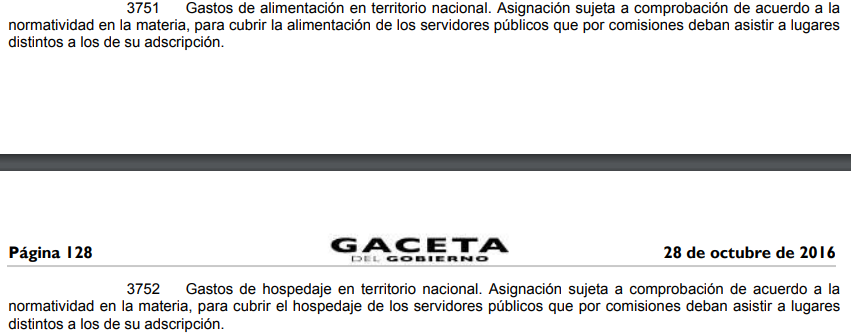 3751 Gastos de alimentación en territorio nacional. Asignación sujeta a comprobación de acuerdo a la
normatividad en la materia, para cubrir la alimentación de los servidores públicos que por comisiones deban asistir a lugares
distintos a los de su adscripción.
Página 128
GACETA
DEL GOBIERNO
28 de octubre de 2016
3752 Gastos de hospedaje en territorio nacional. Asignación sujeta a comprobación de acuerdo a la
normatividad en la materia, para cubrir el hospedaje de los servidores públicos que por comisiones deban asistir a lugares
distintos a los de su adscripción.